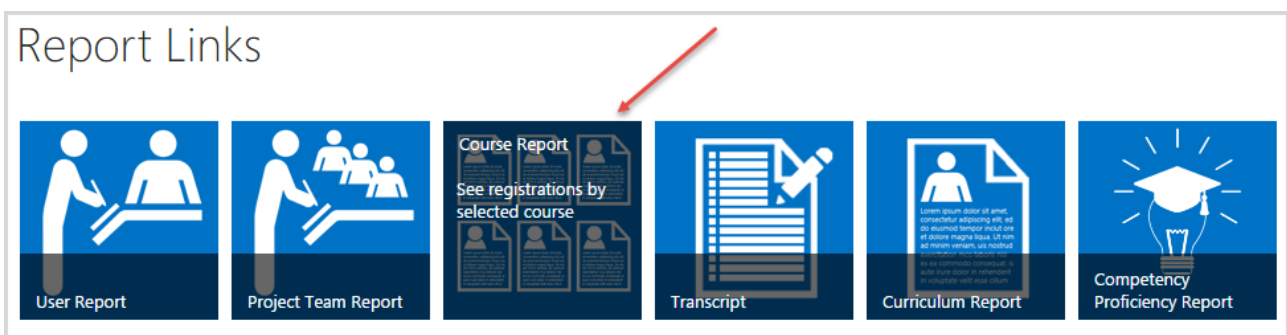 Report Links
Course Report
See registrations by
selected course
User Report
Project Team Report
Transcript
Lorem ipsum dolor sit amet,
consectetur adipiscing elit, ed
do eiusmod tempor incid ore
et dolore magna liqua. Ut nim
ad minim veniam, uis nostrud
Curriculum Report
Competency
Proficiency Report